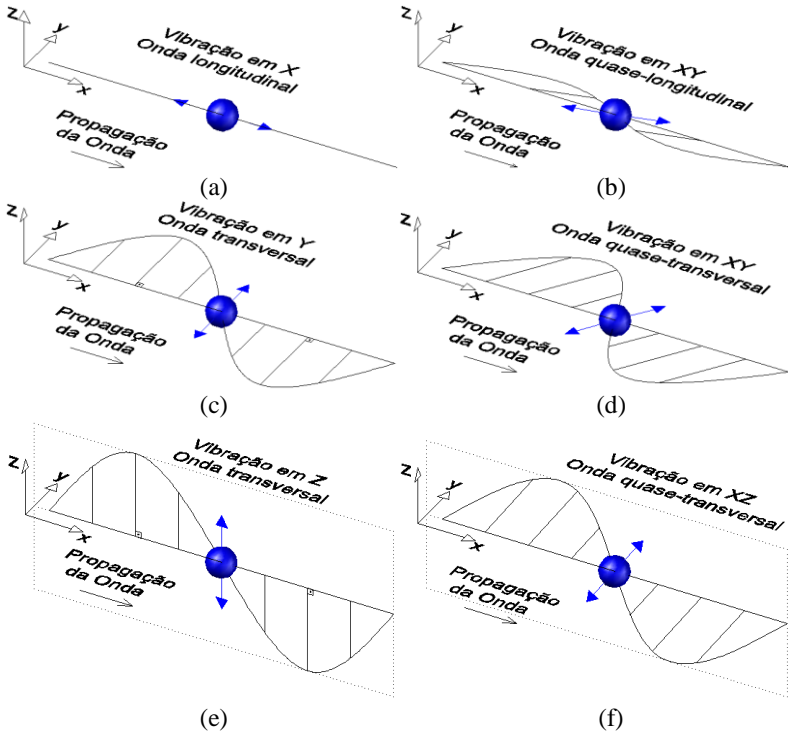 Z
y
x
Vibração em X
Onda longitudinal
Propagação
da Onda
(a)
Z
y
x
Vibração em XY
Onda quase-longitudinal
Propagação
da Onda
(b)
Z
y
x
Vibração em Y
Onda transversal
Propagação
da Onda
(c)
Z
y
x
Vibração em XY
Onda quase-transversal
Propagação
da Onda
(d)
Z
y
x
Vibração em Z
Onda transversal
Propagação
da Onda
(e)
Z
y
x
Vibração em XZ
Onda quase-transversal
Propagação
da Onda
(f)